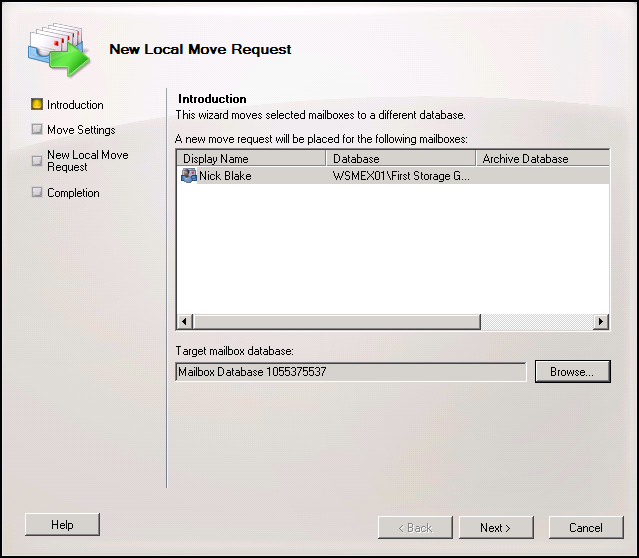 New Local Move Request
Introduction
Move Settings
New Local Move
Request
Completion
Introduction
This wizard moves selected mailboxes to a different database.
A new move request will be placed for the following mailboxes:
Display Name Database Archive Database
Nick Blake WSMEX01\First Storage G...
Target mailbox database:
Mailbox Database 1055375537 Browse...
Help < Back Next > Cancel